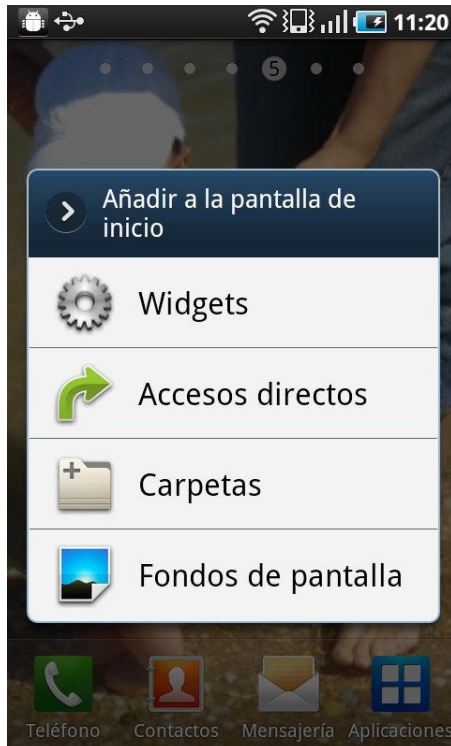 11:20
5
Añadir a la pantalla de
inicio
Widgets
Accesos directos
Carpetas
Fondos de pantalla
Teléfono Contactos Mensajería Aplicaciones